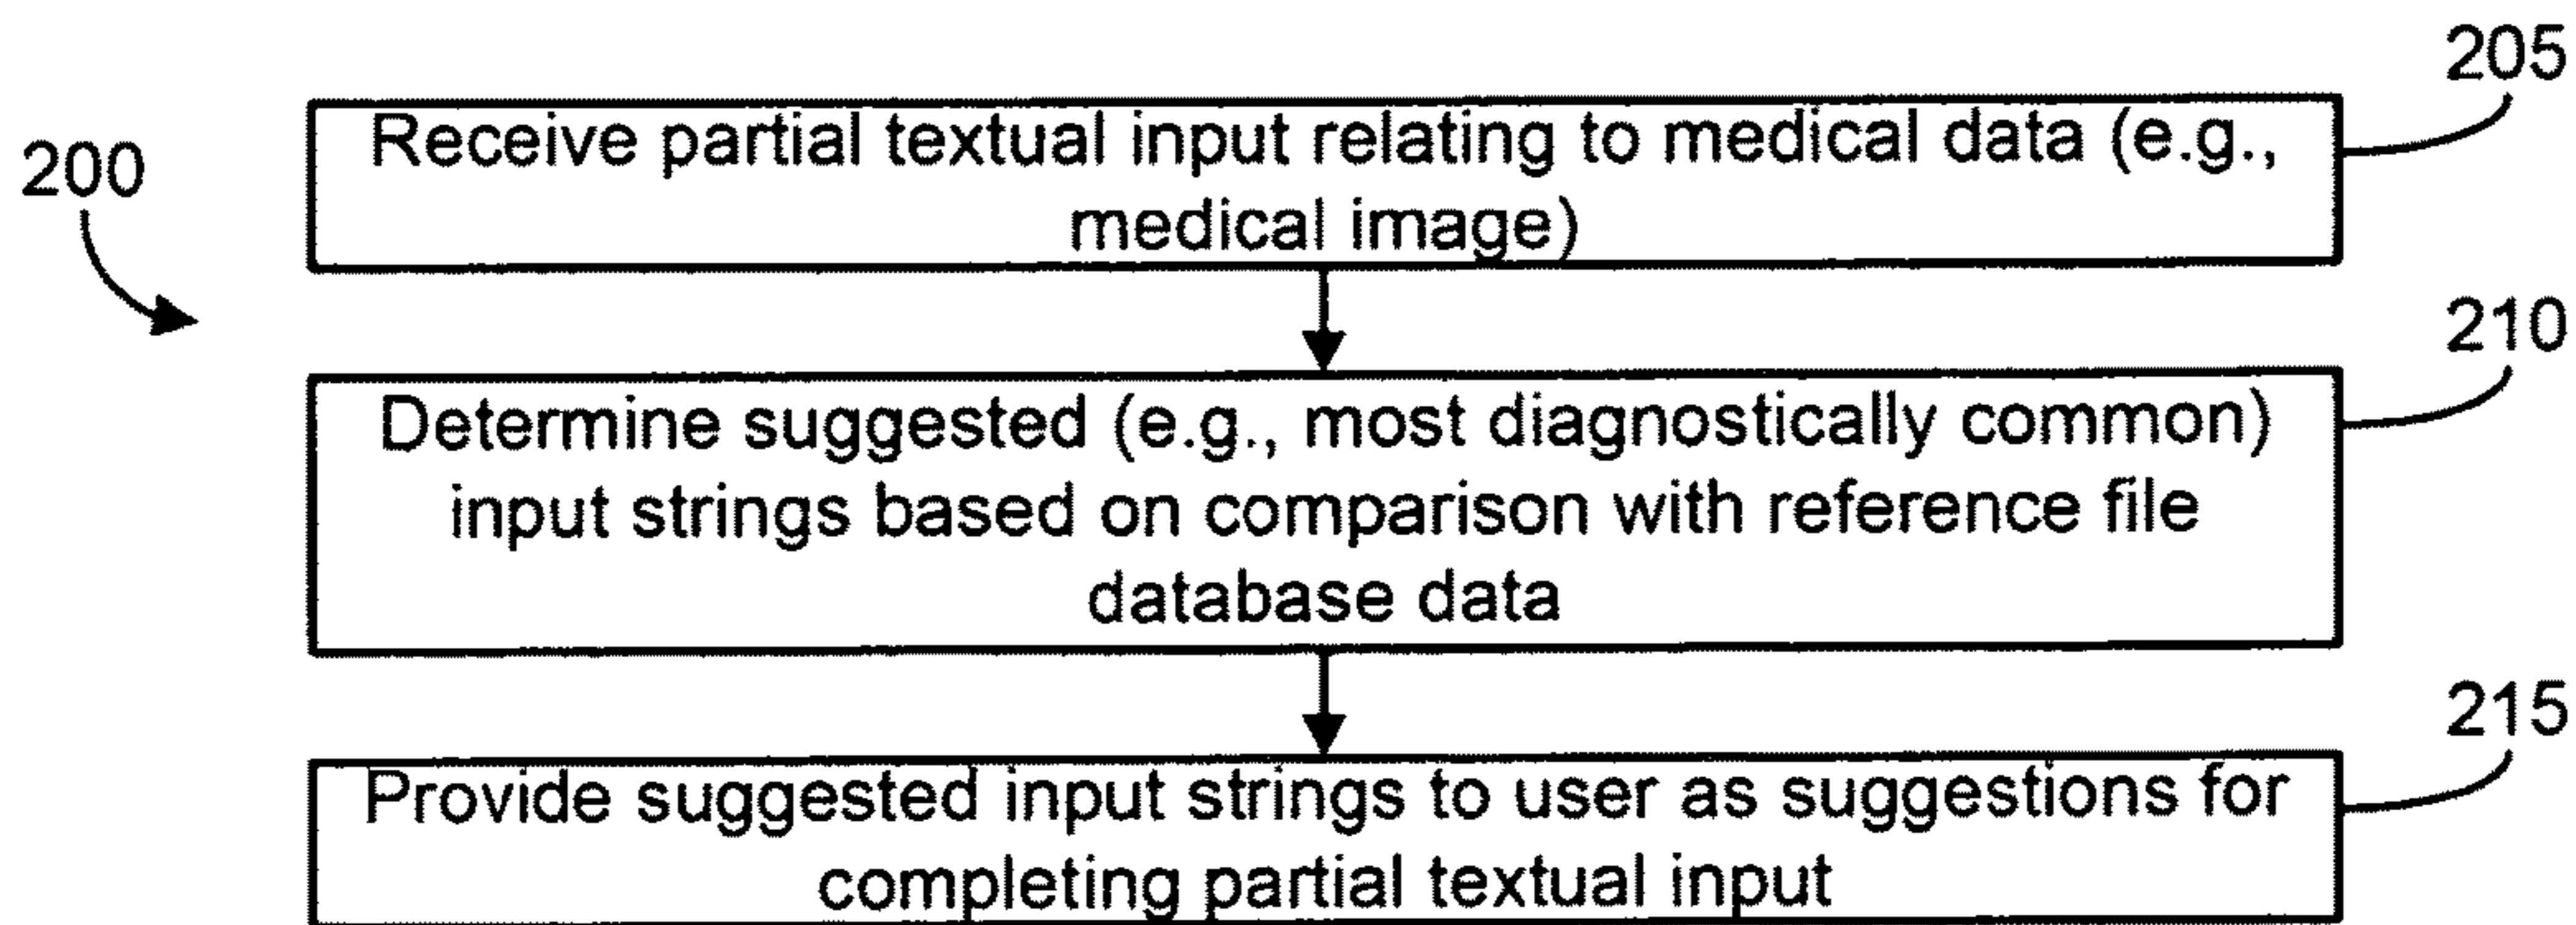 205
Receive partial textual input relating to medical data (e.g.,
medical image)
200
210
Determine suggested (e.g., most diagnostically common)
input strings based on comparison with reference file
database data
215
Provide suggested input strings to user as suggestions for
completing partial textual input